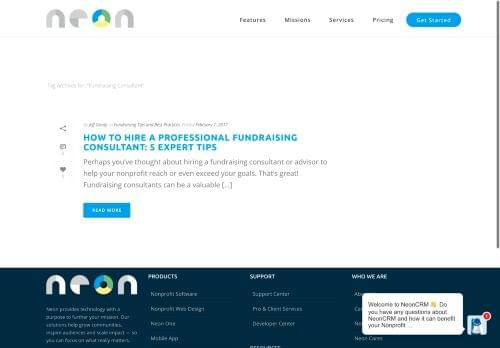 neon
Features Missions Services Pricing Get Started
Tag Archives for: "Fundraising Consultant"
By Jeff Gordy In Fundraising Tips and Best Practices Posted February 7, 2017
HOW TO HIRE A PROFESSIONAL FUNDRAISING
CONSULTANT: 5 EXPERT TIPS
Perhaps you've thought about hiring a fundraising consultant or advisor to
help your nonprofit reach or even exceed your goals. That's great!
Fundraising consultants can be a valuable [...]
READ MORE
neon
Neon provides technology with a
purpose to further your mission. Our
solutions help grow communities,
inspire audiences and scale impact — so
you can focus on what really matters.
PRODUCTS
Nonprofit Software
Nonprofit Web Design
Neon One
Mobile App
SUPPORT
Support Center
Pro & Client Services
Developer Center
RESOURCES
WHO WE ARE
Neon Cares
Welcome to NeonCRM 👋 Do
you have any questions about
NeonCRM and how it can benefit
your Nonprofit ...
1